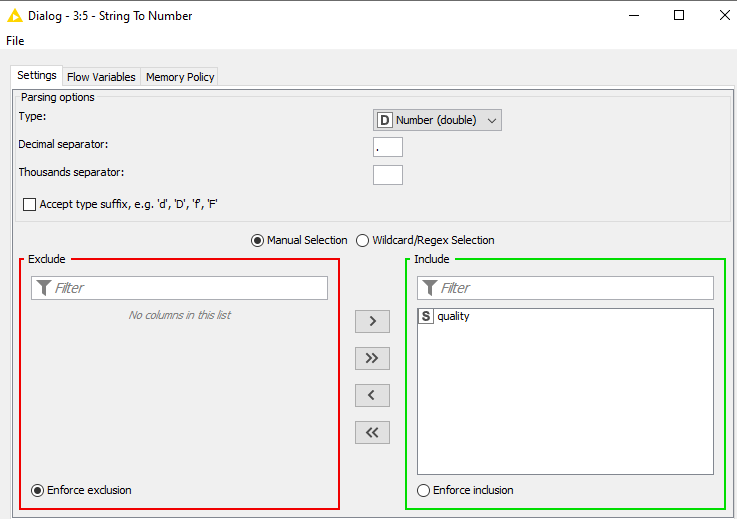 Dialog - 3:5 - String To Number
File
Settings Flow Variables Memory Policy
Parsing options
Type: D Number (double)
Decimal separator: .
Thousands separator:
Accept type suffix, e.g. 'd', 'D', 'f', 'F'
Manual Selection Wildcard/Regex Selection
Exclude Include
Filter Filter
No columns in this list S quality
Enforce exclusion Enforce inclusion